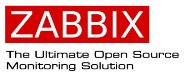 ZABBIX
The Ultimate Open Source
Monitoring Solution